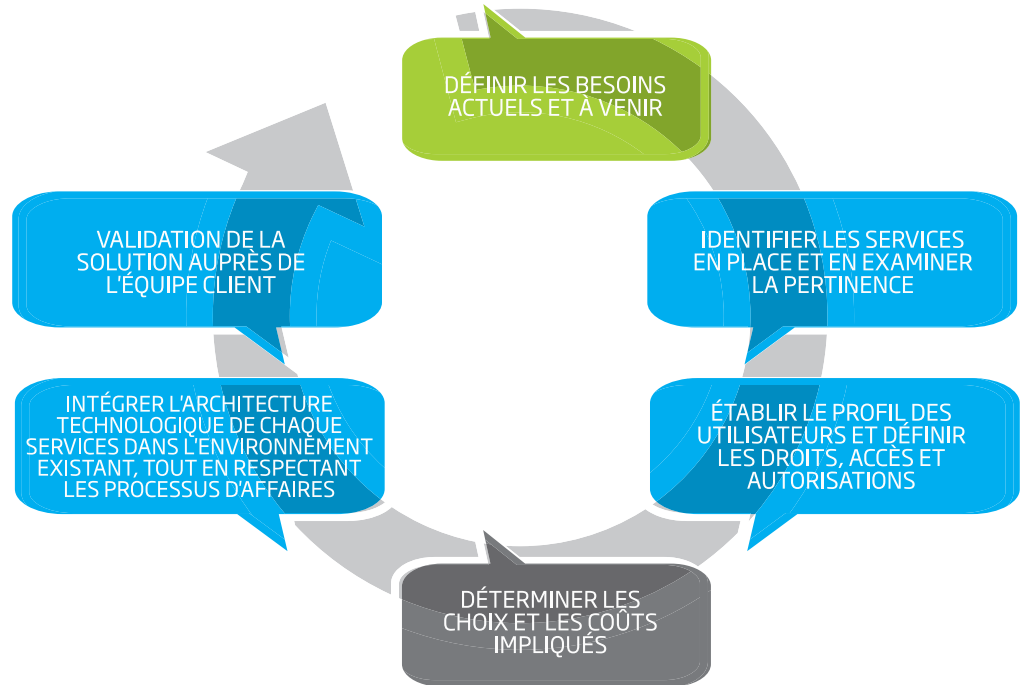 DÉFINIR LES BESOINS
ACTUELS ET À VENIR
IDENTIFIER LES SERVICES
EN PLACE ET EN EXAMINER
LA PERTINENCE
ÉTABLIR LE PROFIL DES
UTILISATEURS ET DÉFINIR
LES DROITS, ACCÈS ET
AUTORISATIONS
DÉTERMINER LES
CHOIX ET LES COÛTS
IMPLIQUÉS
INTÉGRER L'ARCHITECTURE
TECHNOLOGIQUE DE CHAQUE
SERVICES DANS L'ENVIRONNEMENT
EXISTANT, TOUT EN RESPECTANT
LES PROCESSUS D'AFFAIRES
VALIDATION DE LA
SOLUTION AUPRÈS DE
L'ÉQUIPE CLIENT